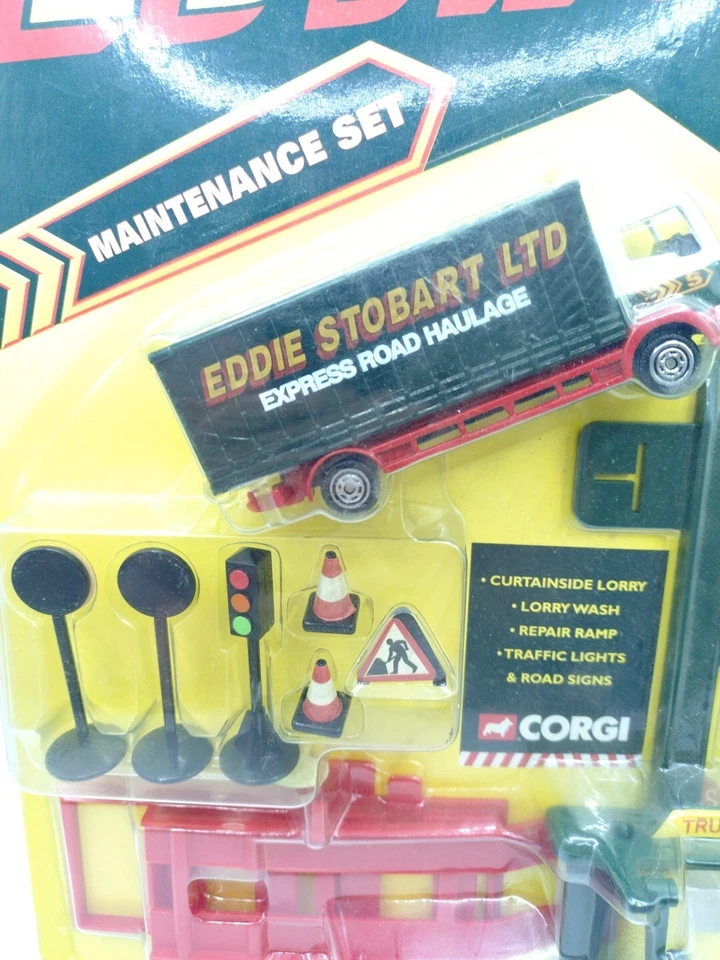 MAINTENANCE SET
EDDIE STOBART LTD
EXPRESS ROAD HAULAGE
S
• CURTAINSIDE LORRY
• LORRY WASH
• REPAIR RAMP
• TRAFFIC LIGHTS
& ROAD SIGNS
CORGI
TRU